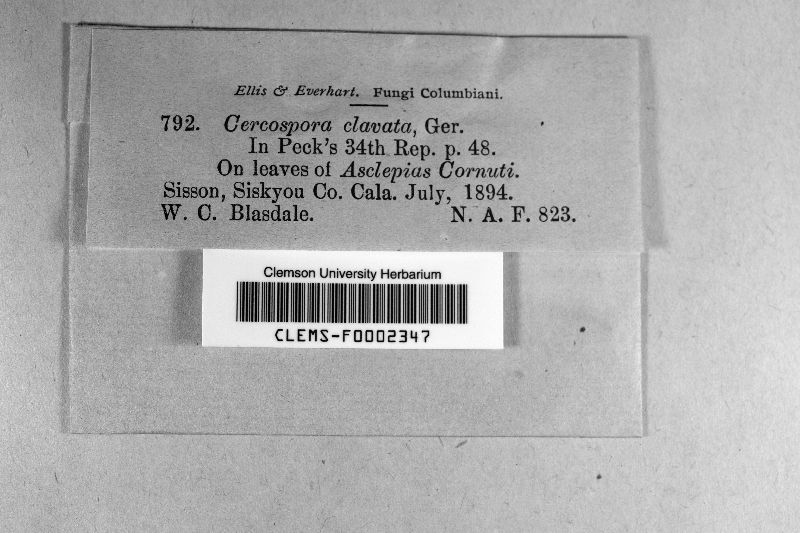 Ellis & Everhart. Fungi Columbiani.
792. Cercospora clavata, Ger.
In Peck's 34th Rep. p. 48.
On leaves of Asclepias Cornuti.
Sisson, Siskyou Co. Cala. July, 1894.
W. C. Blasdale. N. A. F. 823.
Clemson University Herbarium
CLEMS-F0002347